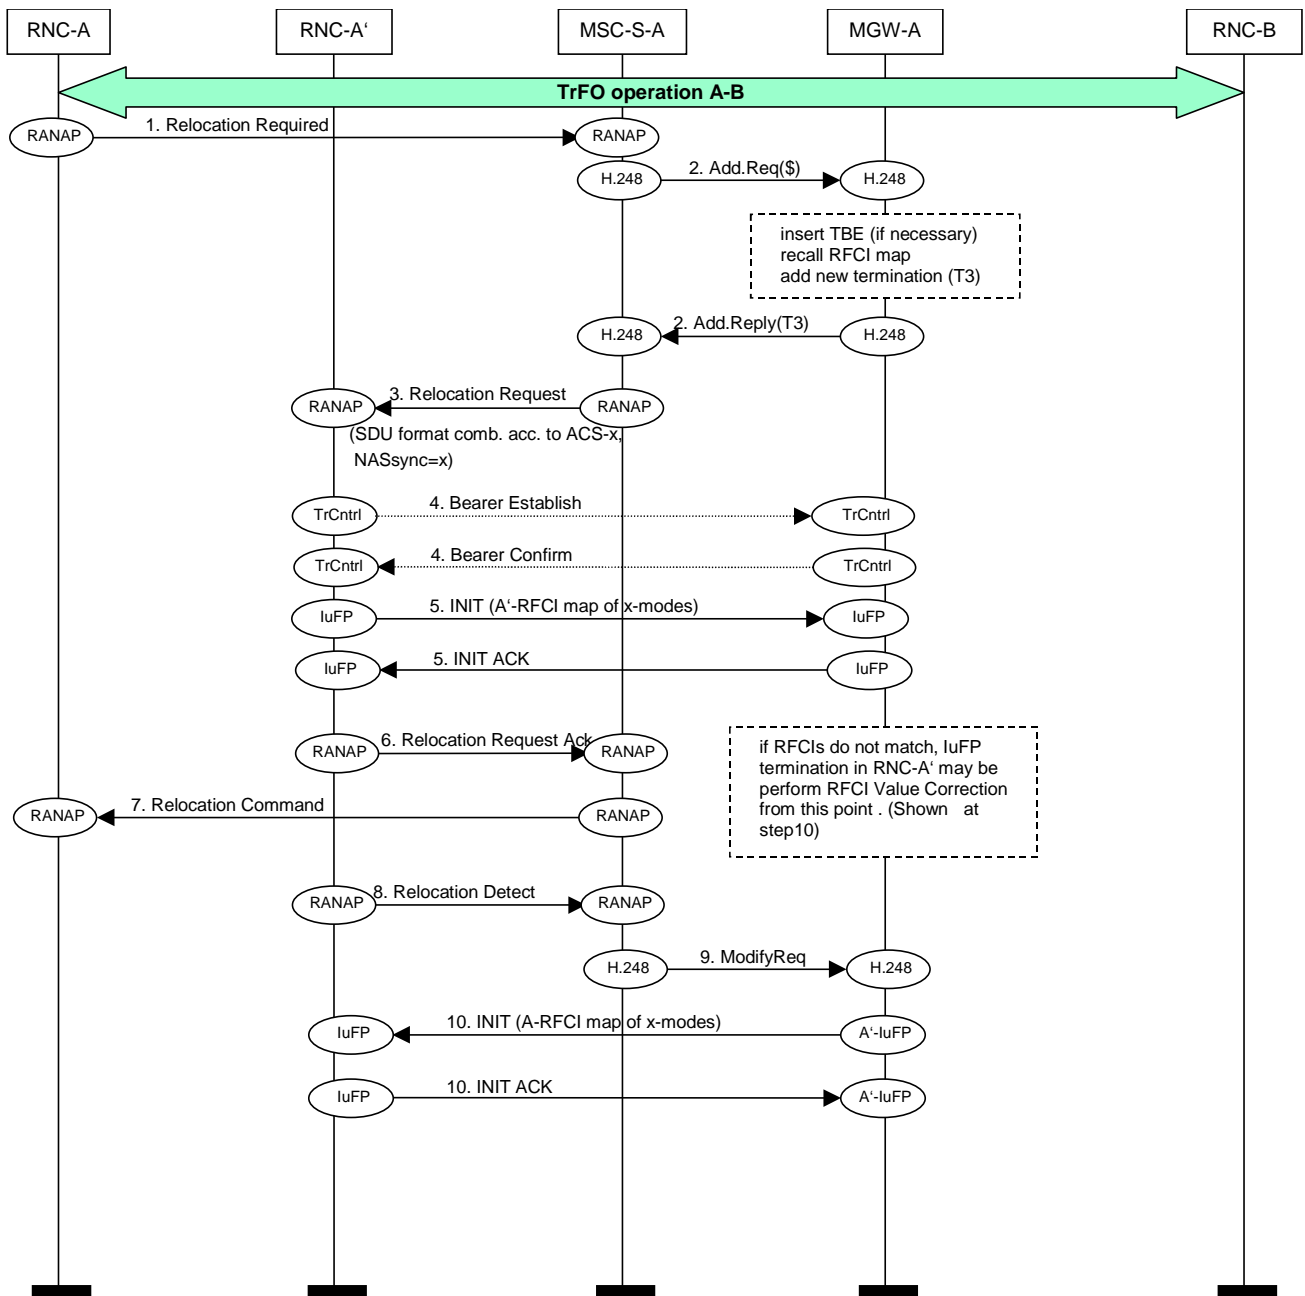 RNC-A
RNC-A‘
MSC-S-A
MGW-A
RNC-B
TrFO operation A-B
1. Relocation Required
RANAP
RANAP
2. Add.Req($)
H.248
H.248
insert TBE (if necessary)
recall RFCI map
add new termination (T3)
2. Add.Reply(T3)
H.248
H.248
3. Relocation Request
RANAP
RANAP
(SDU format comb. acc. to ACS-x,
NASsync=x)
4. Bearer Establish
TrCntrl
TrCntrl
4. Bearer Confirm
TrCntrl
TrCntrl
5. INIT (A‘-RFCI map of x-modes)
IuFP
IuFP
5. INIT ACK
IuFP
IuFP
6. Relocation Request Ack
RANAP
RANAP
if RFCIs do not match, IuFP
termination in RNC-A‘ may be
perform RFCI Value Correction
from this point . (Shown at
step10)
7. Relocation Command
RANAP
RANAP
8. Relocation Detect
RANAP
RANAP
9. ModifyReq
H.248
H.248
10. INIT (A-RFCI map of x-modes)
IuFP
A‘-IuFP
10. INIT ACK
IuFP
A‘-IuFP